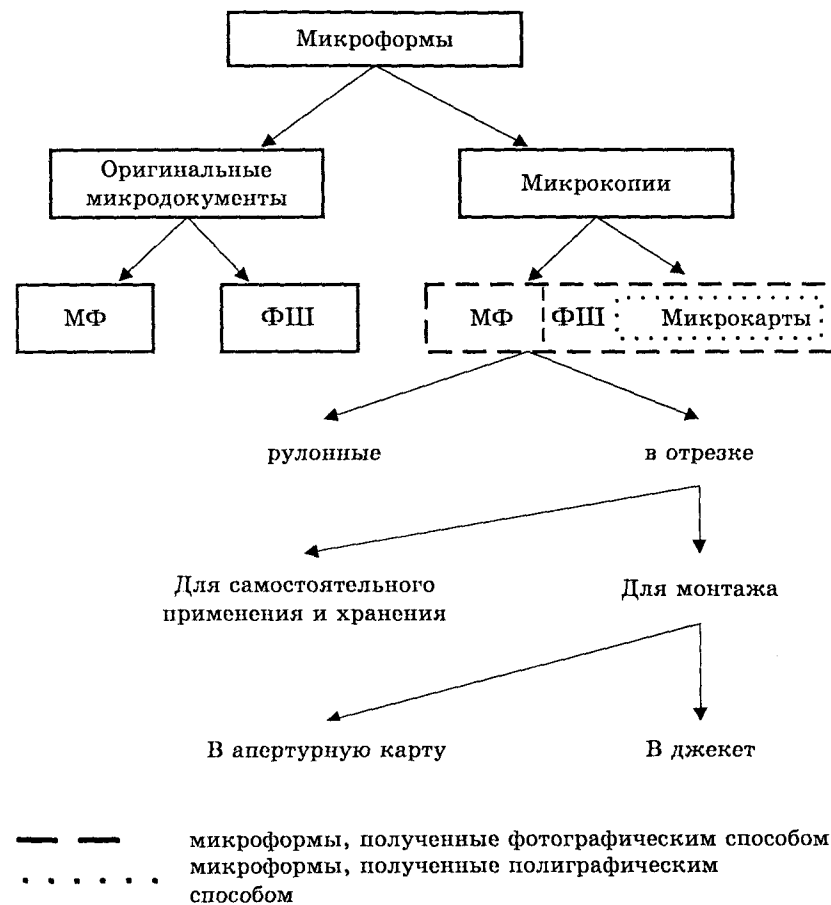 Микроформы
Оригинальные
микродокументы
Микрокопии
МФ
ФШ
МФ
ФШ
Микрокарты
рулонные
в отрезке
Для самостоятельного
применения и хранения
Для монтажа
В апертурную карту
В джекет
микроформы, полученные фотографическим способом
микроформы, полученные полиграфическим
способом